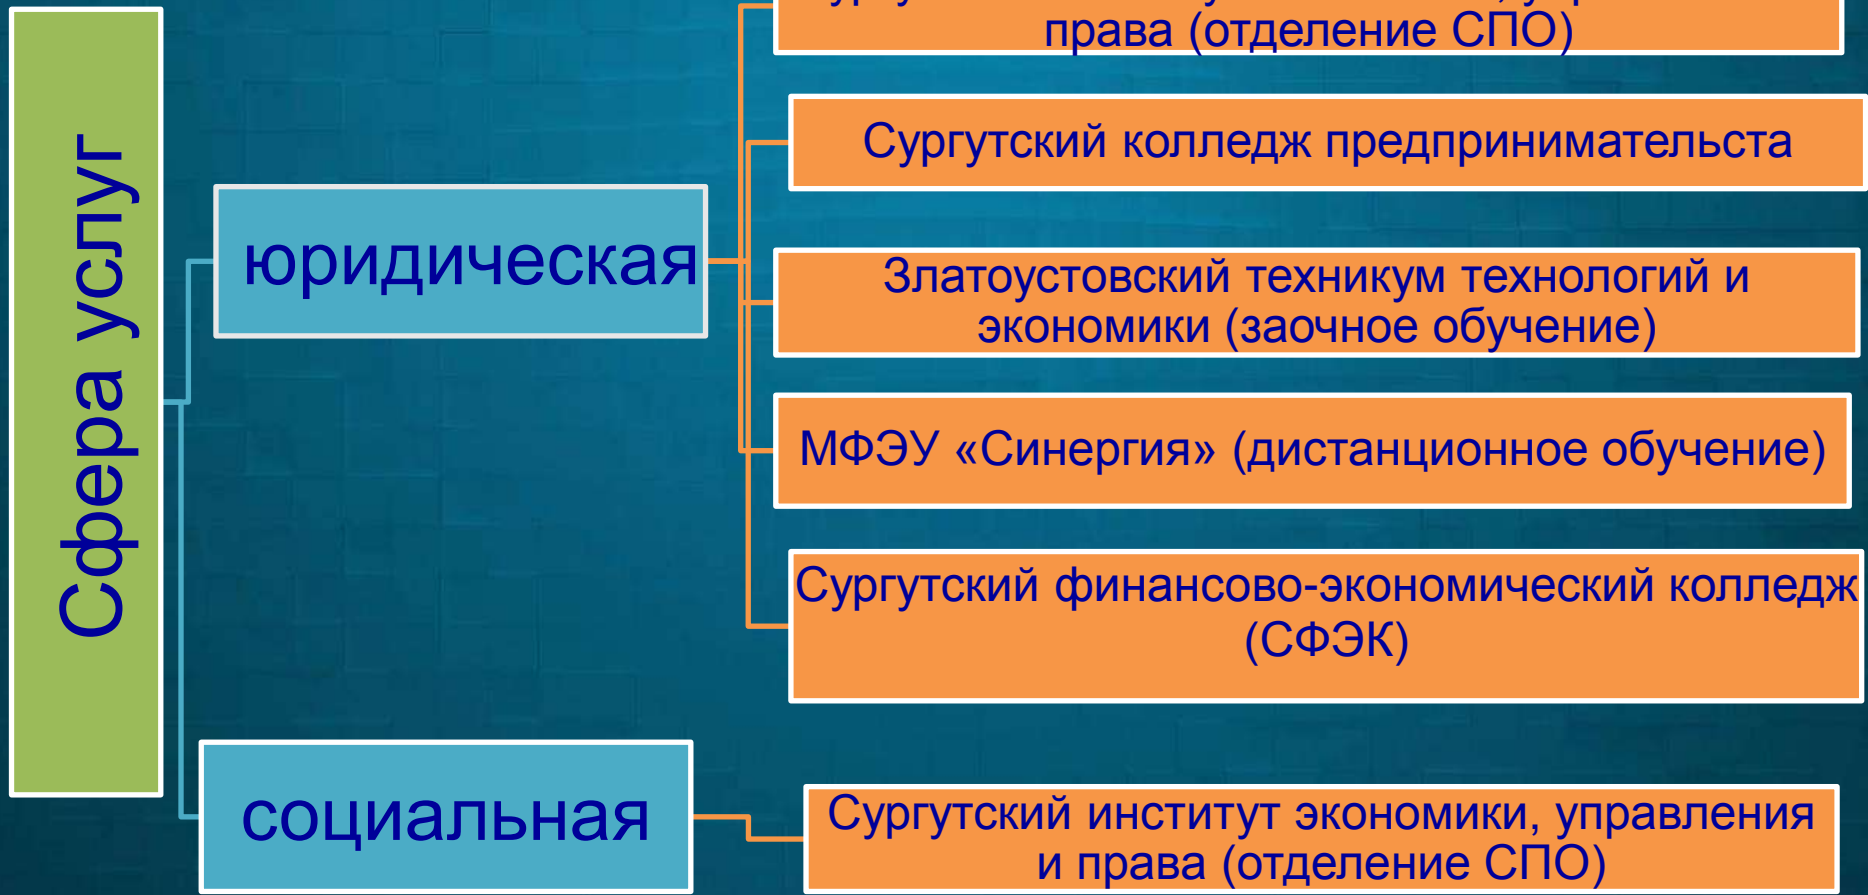 Сфера услуг
юридическая
права (отделение СПО)
Сургутский колледж предпринимательста
Златоустовский техникум технологий и
экономики (заочное обучение)
МФЭУ «Синергия» (дистанционное обучение)
Сургутский финансово-экономический колледж
(СФЭК)
социальная
Сургутский институт экономики, управления
и права (отделение СПО)